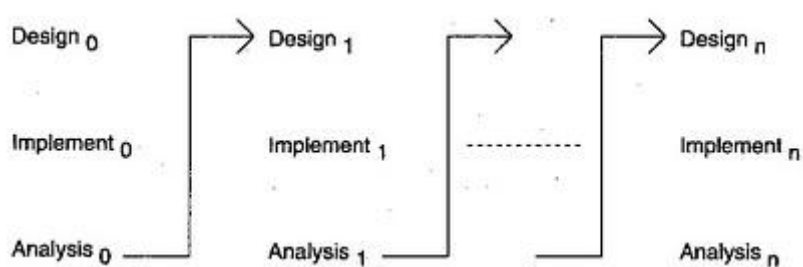 Design 0 Design 1 Design n
Implement 0 Implement 1 Implement n
Analysis 0 Analysis 1 Analysis n